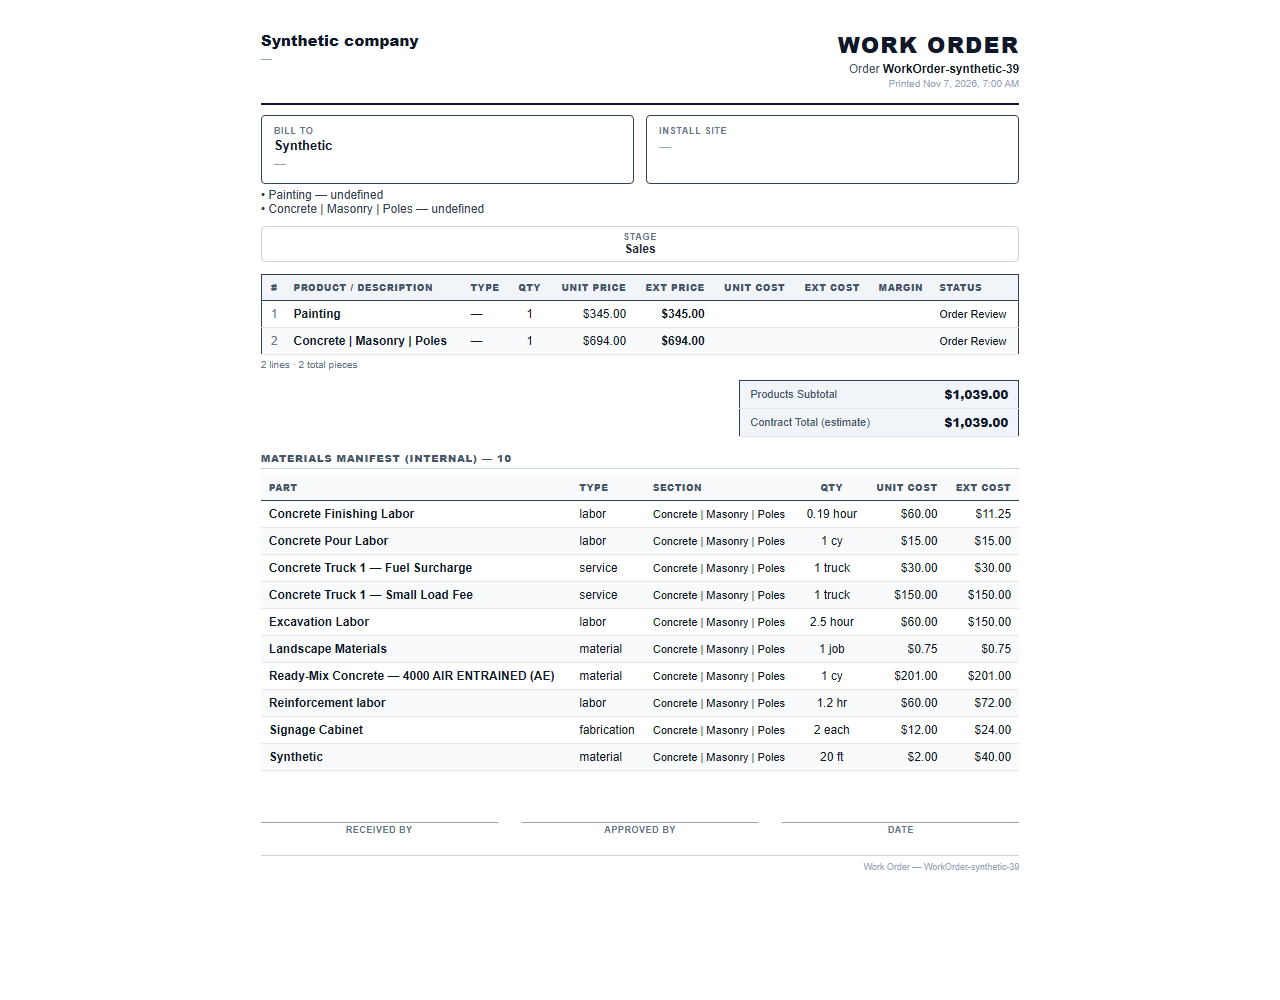 Synthetic company
—
WORK ORDER
Order WorkOrder-synthetic-39
Printed Nov 7, 2026, 7:00 AM
BILL TO
Synthetic
—
INSTALL SITE
—
• Painting — undefined
• Concrete | Masonry | Poles — undefined
STAGE
Sales
# PRODUCT / DESCRIPTION TYPE QTY UNIT PRICE EXT PRICE UNIT COST EXT COST MARGIN STATUS
1 Painting — 1 $345.00 $345.00 Order Review
2 Concrete | Masonry | Poles — 1 $694.00 $694.00 Order Review
2 lines · 2 total pieces
Products Subtotal $1,039.00
Contract Total (estimate) $1,039.00
MATERIALS MANIFEST (INTERNAL) — 10
PART TYPE SECTION QTY UNIT COST EXT COST
Concrete Finishing Labor labor Concrete | Masonry | Poles 0.19 hour $60.00 $11.25
Concrete Pour Labor labor Concrete | Masonry | Poles 1 cy $15.00 $15.00
Concrete Truck 1 — Fuel Surcharge service Concrete | Masonry | Poles 1 truck $30.00 $30.00
Concrete Truck 1 — Small Load Fee service Concrete | Masonry | Poles 1 truck $150.00 $150.00
Excavation Labor labor Concrete | Masonry | Poles 2.5 hour $60.00 $150.00
Landscape Materials material Concrete | Masonry | Poles 1 job $0.75 $0.75
Ready-Mix Concrete — 4000 AIR ENTRAINED (AE) material Concrete | Masonry | Poles 1 cy $201.00 $201.00
Reinforcement labor labor Concrete | Masonry | Poles 1.2 hr $60.00 $72.00
Signage Cabinet fabrication Concrete | Masonry | Poles 2 each $12.00 $24.00
Synthetic material Concrete | Masonry | Poles 20 ft $2.00 $40.00
RECEIVED BY APPROVED BY DATE
Work Order — WorkOrder-synthetic-39